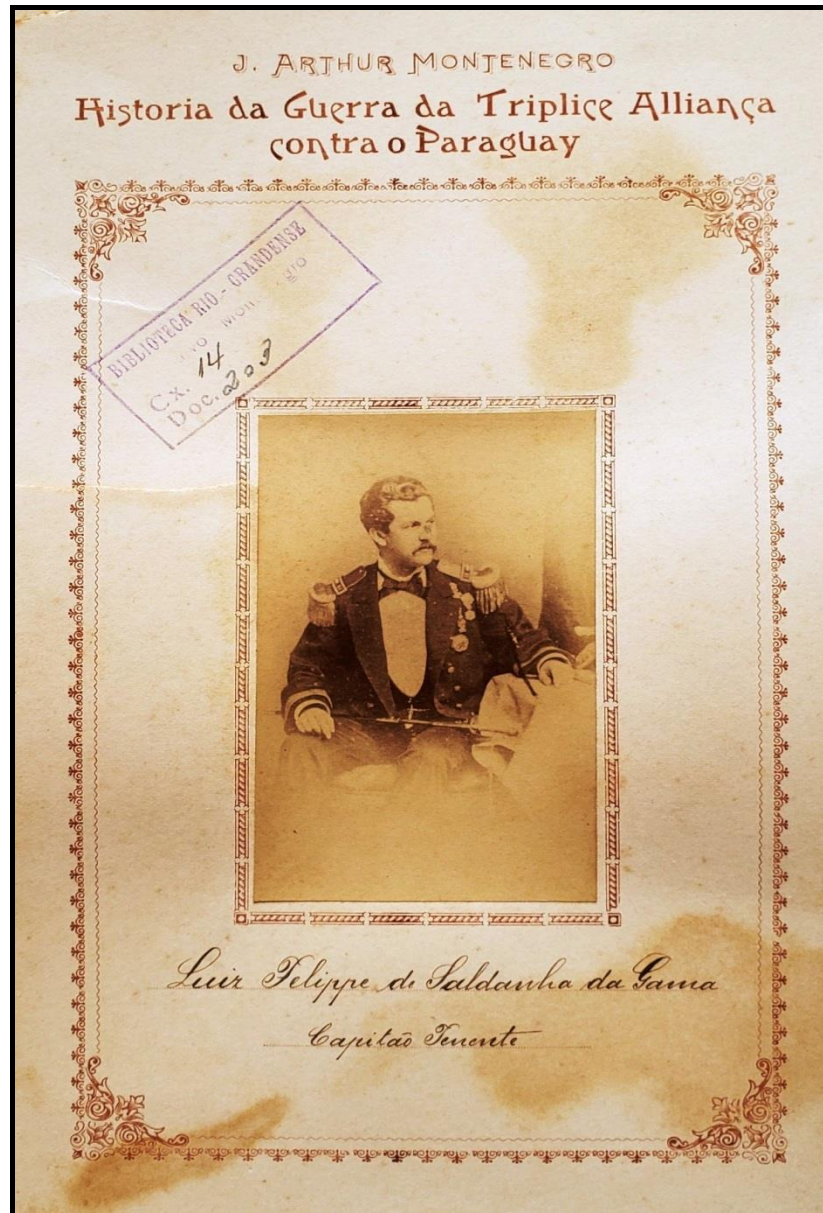 J. ARTHUR MONTENEGRO
Historia da Guerra da Triplice Alliança
contra o Paraguay
BIBLIOTHECA RIO-GRANDENSE
Cx. 14
Doc. 203
Luiz Felippe de Saldanha da Gama
Capitão Tenente